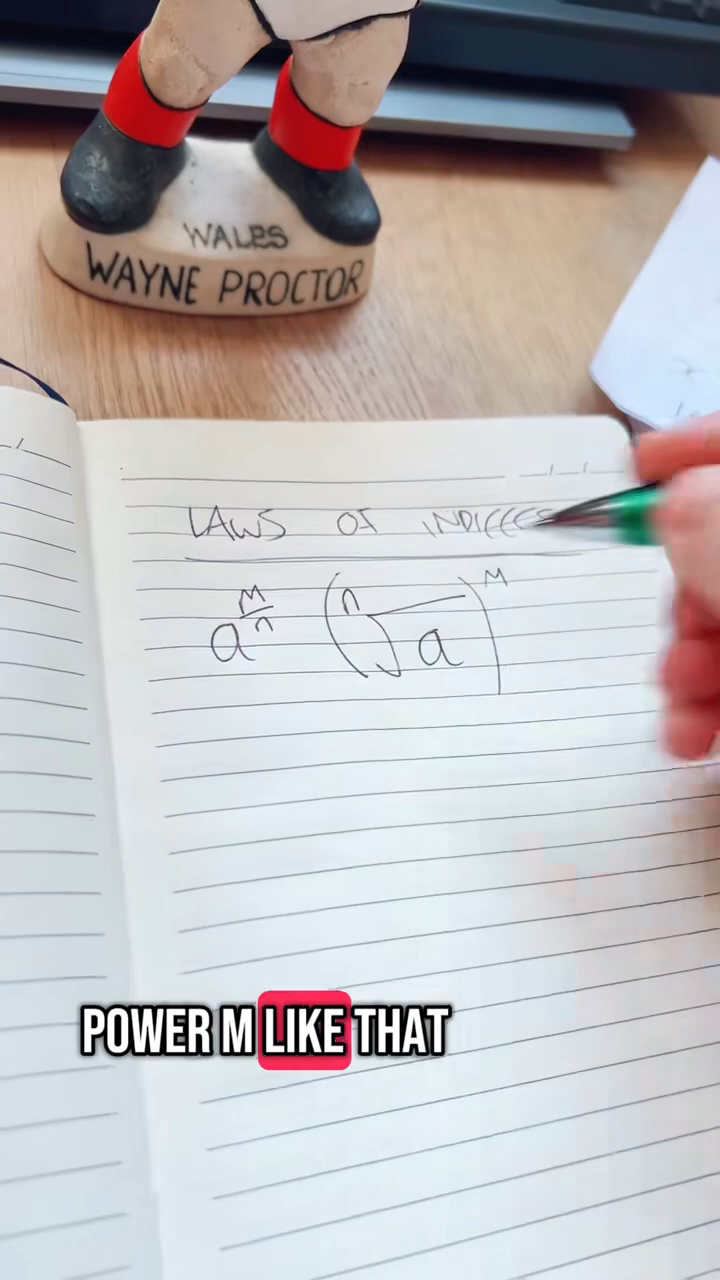 WALES
WAYNE PROCTOR
LAWS OF INDICES
a^(M/n) (ⁿ√a)^M
POWER M LIKE THAT